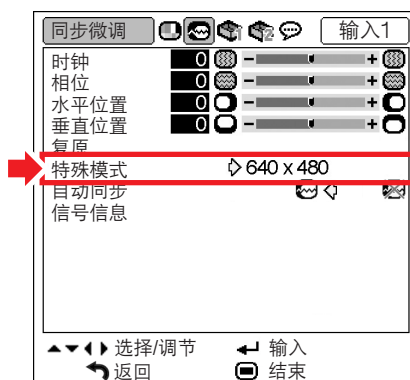 同步微调 输入1
时钟 0 - +
相位 0 - +
水平位置 0 - +
垂直位置 0 - +
复原
特殊模式 640 x 480
自动同步
信号信息
选择/调节 输入
返回 结束